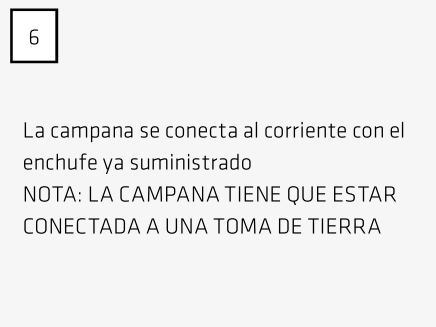 6
La campana se conecta al corriente con el
enchufe ya suministrado
NOTA: LA CAMPANA TIENE QUE ESTAR
CONECTADA A UNA TOMA DE TIERRA